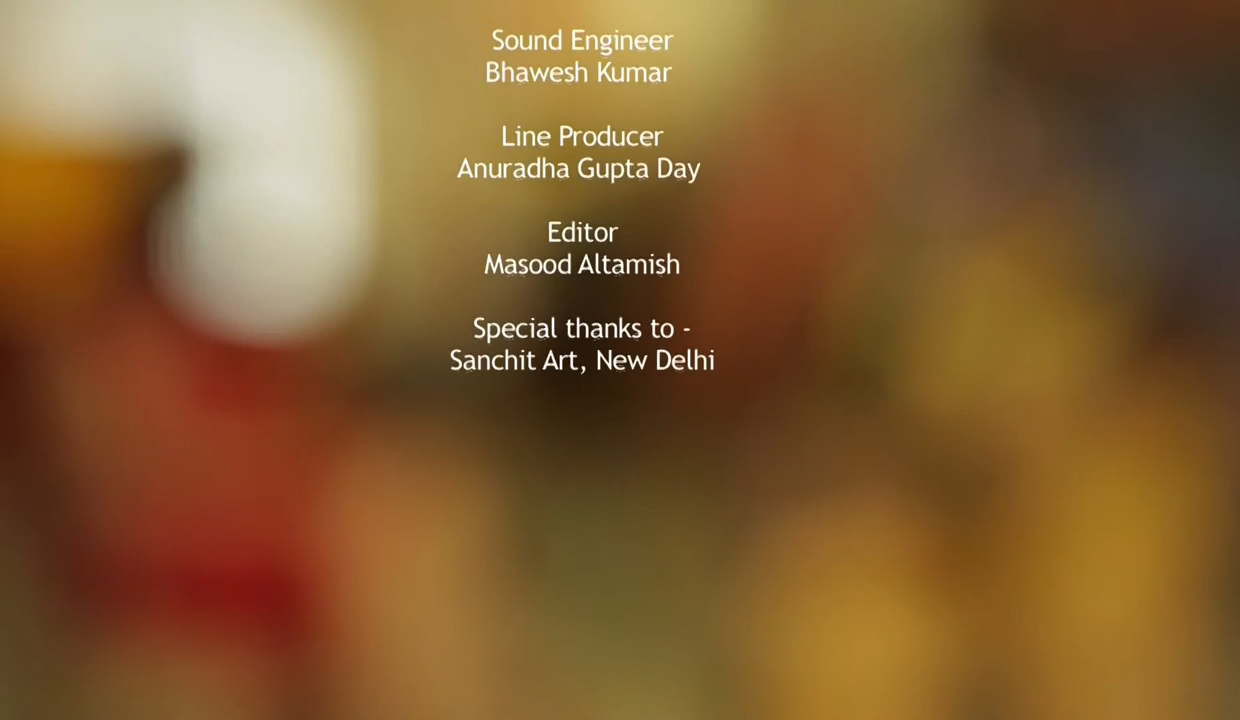 Sound Engineer
Bhawesh Kumar
Line Producer
Anuradha Gupta Day
Editor
Masood Altamish
Special thanks to -
Sanchit Art, New Delhi